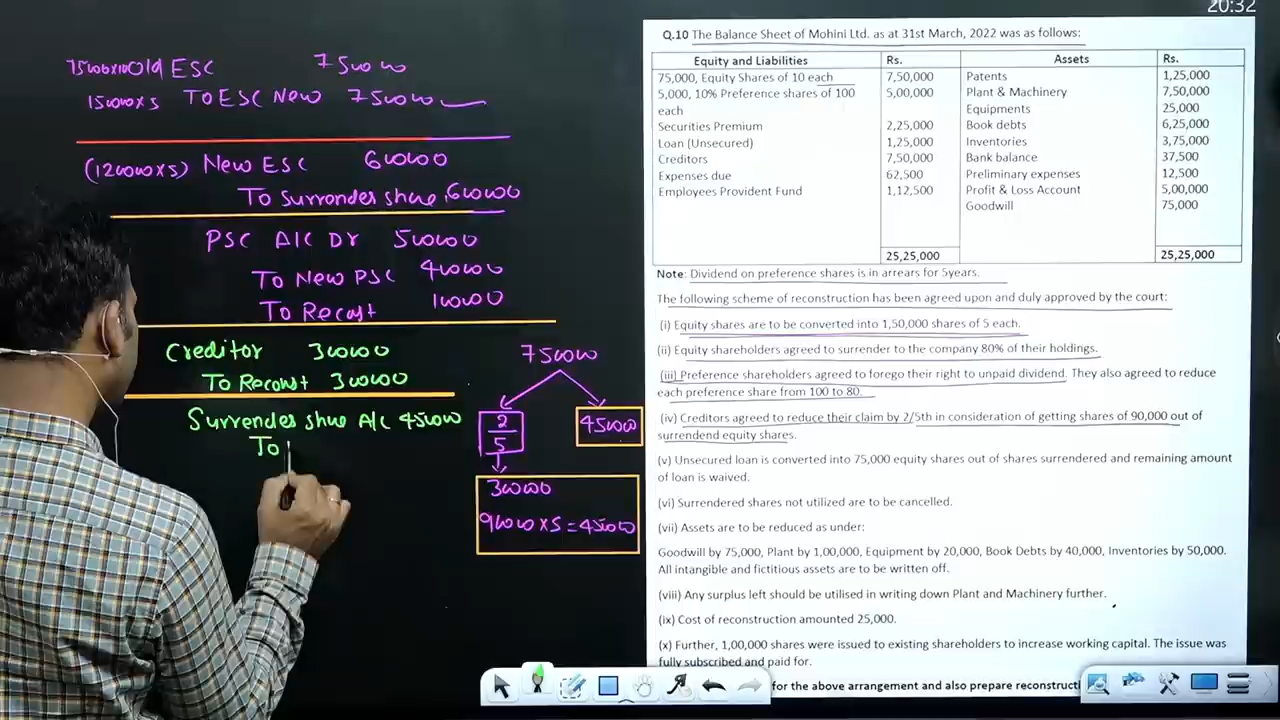 20:32
75000x10 Old ESC 750000
150000x5 To ESC New 750000
(120000x5) New ESC 600000
To Surrender share 600000
PSC A/C Dr 500000
To New PSC 400000
To Recost 100000
Creditor 300000
To Reconst 300000
Surrender share A/C 450000
To
750000
2
5
450000
300000
90000x5=450000
Q.10 The Balance Sheet of Mohini Ltd. as at 31st March, 2022 was as follows:
Equity and Liabilities Rs. Assets Rs.
75,000, Equity Shares of 10 each 7,50,000 Patents 1,25,000
5,000, 10% Preference shares of 100 5,00,000 Plant & Machinery 7,50,000
each Equipments 25,000
Securities Premium 2,25,000 Book debts 6,25,000
Loan (Unsecured) 1,25,000 Inventories 3,75,000
Creditors 7,50,000 Bank balance 37,500
Expenses due 62,500 Preliminary expenses 12,500
Employees Provident Fund 1,12,500 Profit & Loss Account 5,00,000
Goodwill 75,000
25,25,000 25,25,000
Note: Dividend on preference shares is in arrears for 5years.
The following scheme of reconstruction has been agreed upon and duly approved by the court:
(i) Equity shares are to be converted into 1,50,000 shares of 5 each.
(ii) Equity shareholders agreed to surrender to the company 80% of their holdings.
(iii) Preference shareholders agreed to forego their right to unpaid dividend. They also agreed to reduce
each preference share from 100 to 80.
(iv) Creditors agreed to reduce their claim by 2/5th in consideration of getting shares of 90,000 out of
surrendend equity shares.
(v) Unsecured loan is converted into 75,000 equity shares out of shares surrendered and remaining amount
of loan is waived.
(vi) Surrendered shares not utilized are to be cancelled.
(vii) Assets are to be reduced as under:
Goodwill by 75,000, Plant by 1,00,000, Equipment by 20,000, Book Debts by 40,000, Inventories by 50,000.
All intangible and fictitious assets are to be written off.
(viii) Any surplus left should be utilised in writing down Plant and Machinery further.
(ix) Cost of reconstruction amounted 25,000.
(x) Further, 1,00,000 shares were issued to existing shareholders to increase working capital. The issue was
fully subscribed and paid for.
for the above arrangement and also prepare reconstructi